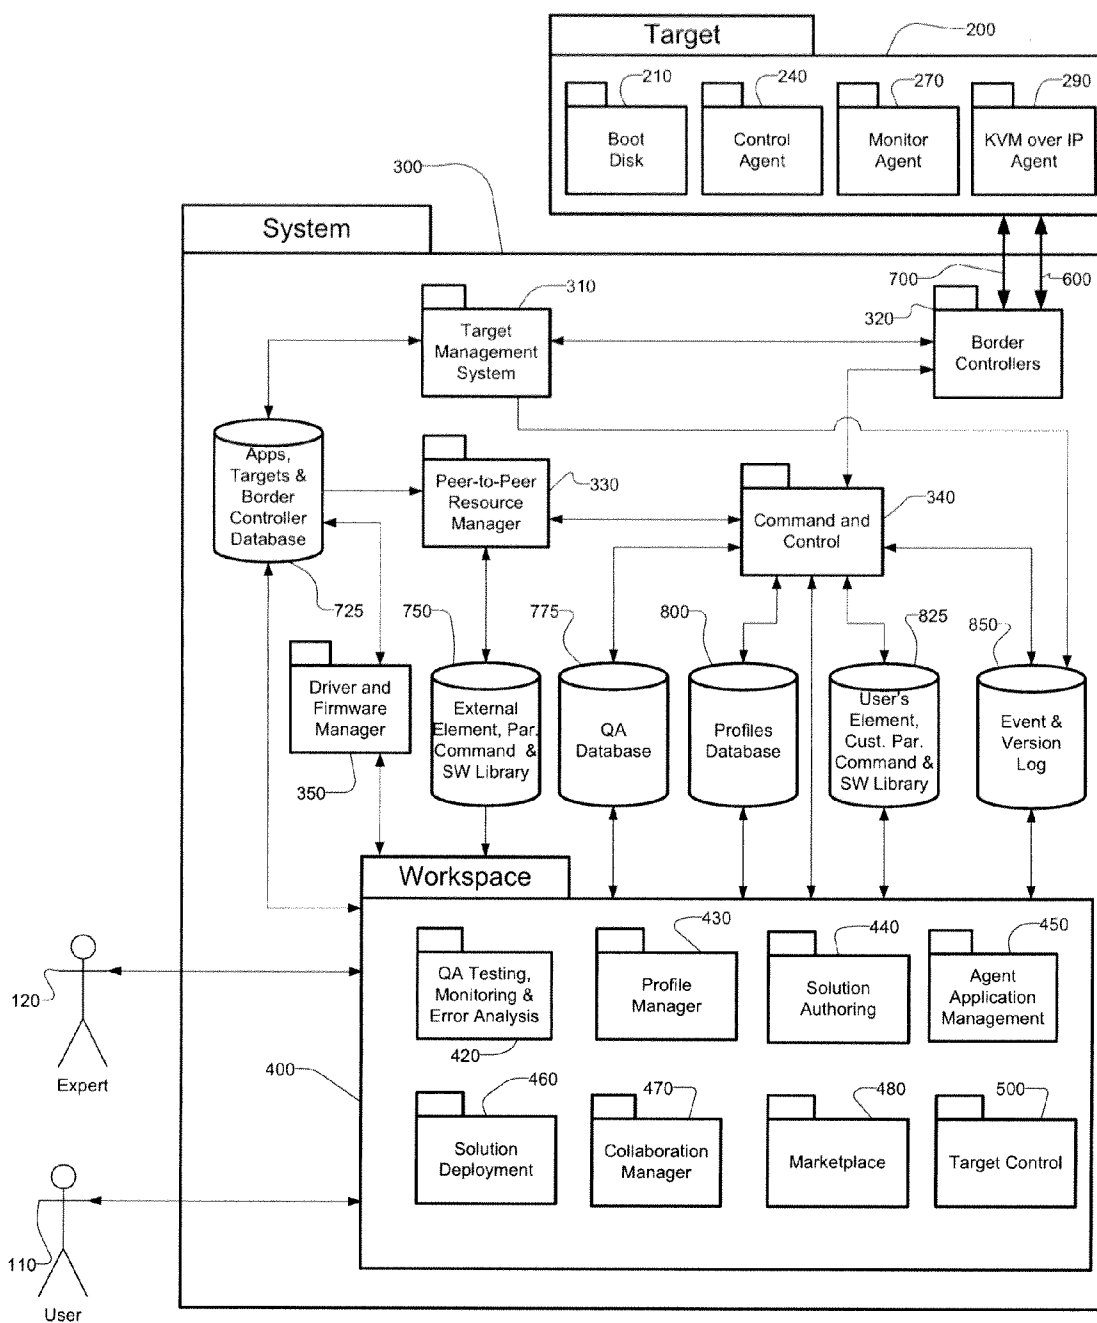 Target
200
210
240
270
290
Boot
Disk
Control
Agent
Monitor
Agent
KVM over IP
Agent
300
System
700
600
310
320
Target
Management
System
Border
Controllers
Apps,
Targets &
Border
Controller
Database
Peer-to-Peer
Resource
Manager
330
340
Command and
Control
725
750
775
800
825
850
Driver and
Firmware
Manager
External
Element, Par.
Command &
SW Library
QA
Database
Profiles
Database
User's
Element,
Cust. Par.
Command &
SW Library
Event &
Version
Log
350
Workspace
430
440
450
QA Testing,
Monitoring &
Error Analysis
420
Profile
Manager
Solution
Authoring
Agent
Application
Management
120
Expert
400
460
470
480
500
Solution
Deployment
Collaboration
Manager
Marketplace
Target Control
110
User